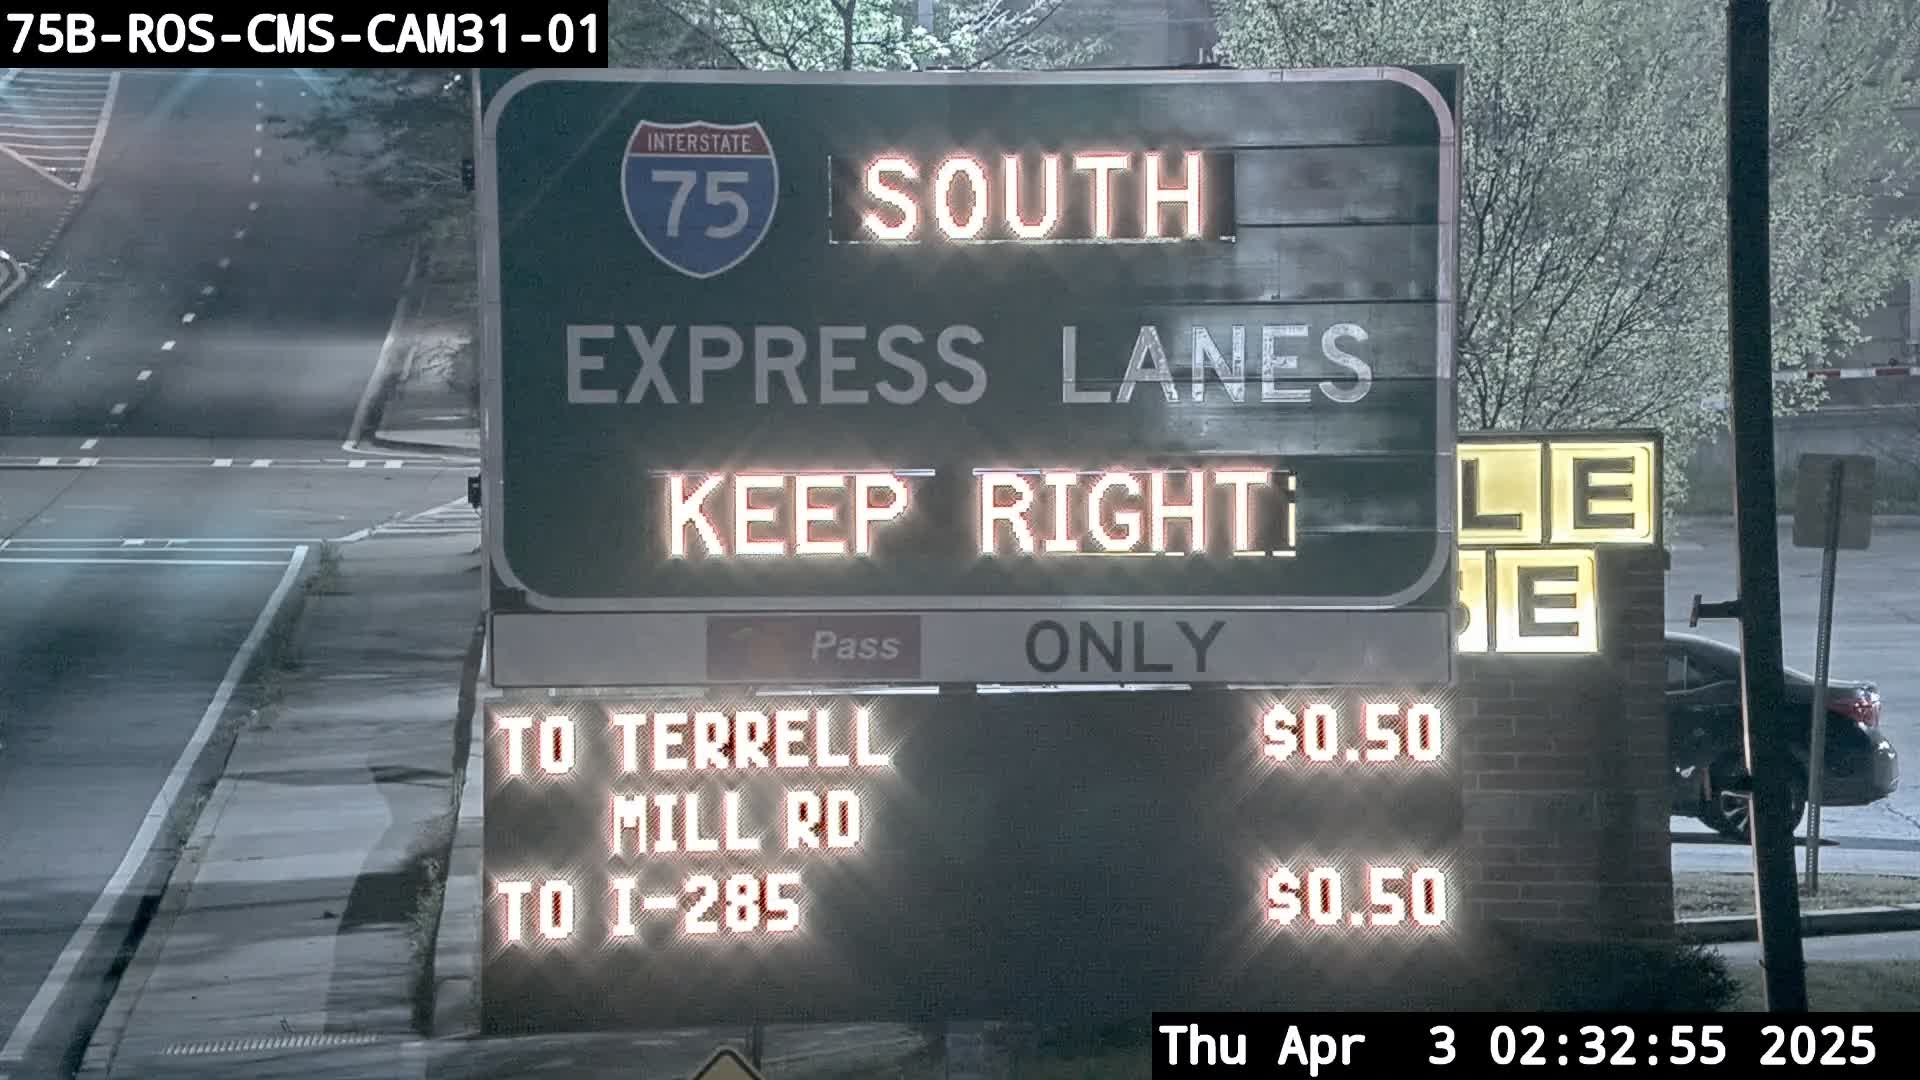 75B-ROS-CMS-CAM31-01
INTERSTATE
75
SOUTH
EXPRESS LANES
KEEP RIGHT
Pass ONLY
TO TERRELL $0.50
MILL RD
TO I-285 $0.50
LE
E
Thu Apr 3 02:32:55 2025